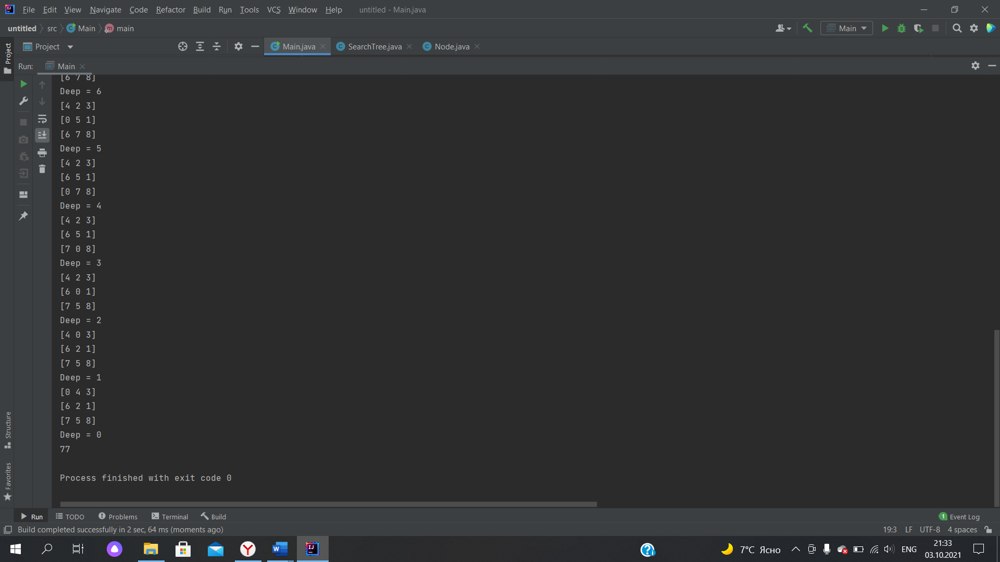 File Edit View Navigate Code Refactor Build Run Tools VCS Window Help untitled - Main.java
untitled src Main main Main
Project Main.java SearchTree.java Node.java
Project
Run: Main
[6 7 8]
Deep = 6
[4 2 3]
[0 5 1]
[6 7 8]
Deep = 5
[4 2 3]
[6 5 1]
[0 7 8]
Deep = 4
[4 2 3]
[6 5 1]
[7 0 8]
Deep = 3
[4 2 3]
[6 0 1]
[7 5 8]
Deep = 2
[4 0 3]
[6 2 1]
[7 5 8]
Deep = 1
[0 4 3]
[6 2 1]
[7 5 8]
Deep = 0
77
Process finished with exit code 0
Structure
Favorites
Run TODO Problems Terminal Build 1 Event Log
Build completed successfully in 2 sec, 64 ms (moments ago) 19:3 LF UTF-8 4 spaces
7°C Ясно ENG 21:33
03.10.2021